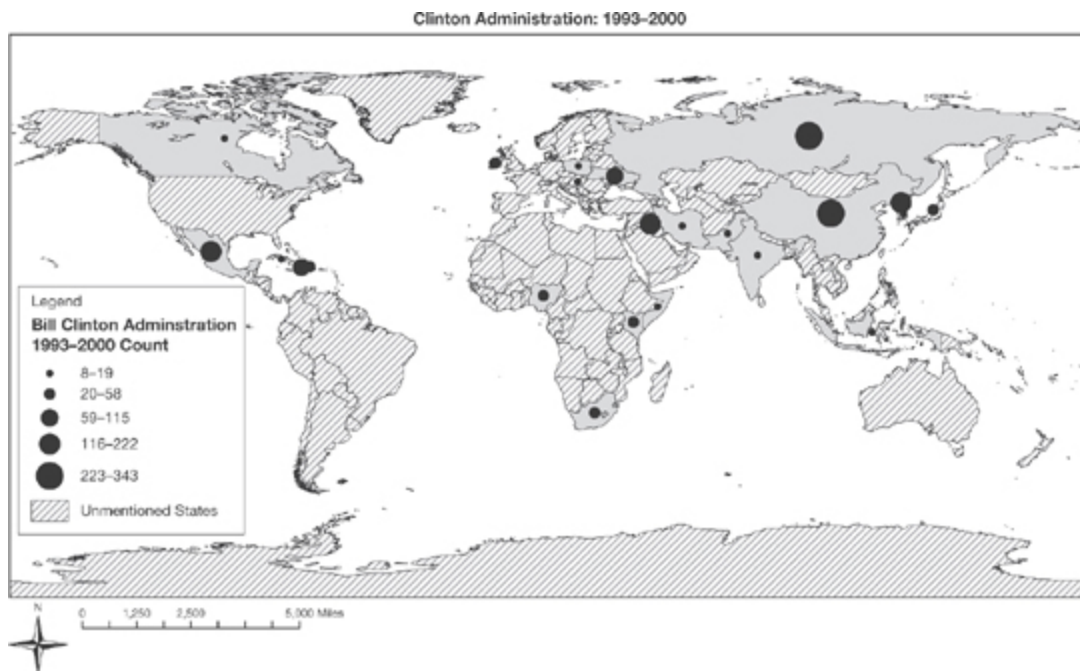 Clinton Administration: 1993–2000
Legend
Bill Clinton Adminstration
1993–2000 Count
8–19
20–58
59–115
116–222
223–343
Unmentioned States
N
0 1,250 2,500 5,000 Miles